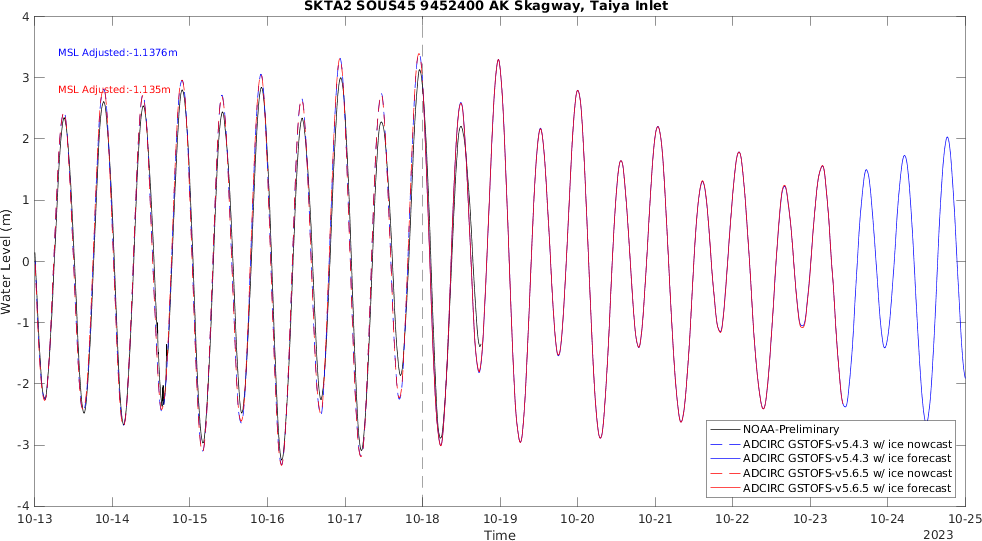 SKTA2 SOUS45 9452400 AK Skagway, Taiya Inlet
4
MSL Adjusted:-1.1376m
3
MSL Adjusted:-1.135m
2
1
0
-1
-2
-3
-4
Water Level (m)
NOAA-Preliminary
ADCIRC GSTOFS-v5.4.3 w/ ice nowcast
ADCIRC GSTOFS-v5.4.3 w/ ice forecast
ADCIRC GSTOFS-v5.6.5 w/ ice nowcast
ADCIRC GSTOFS-v5.6.5 w/ ice forecast
10-13 10-14 10-15 10-16 10-17 10-18 10-19 10-20 10-21 10-22 10-23 10-24 10-25
Time
2023